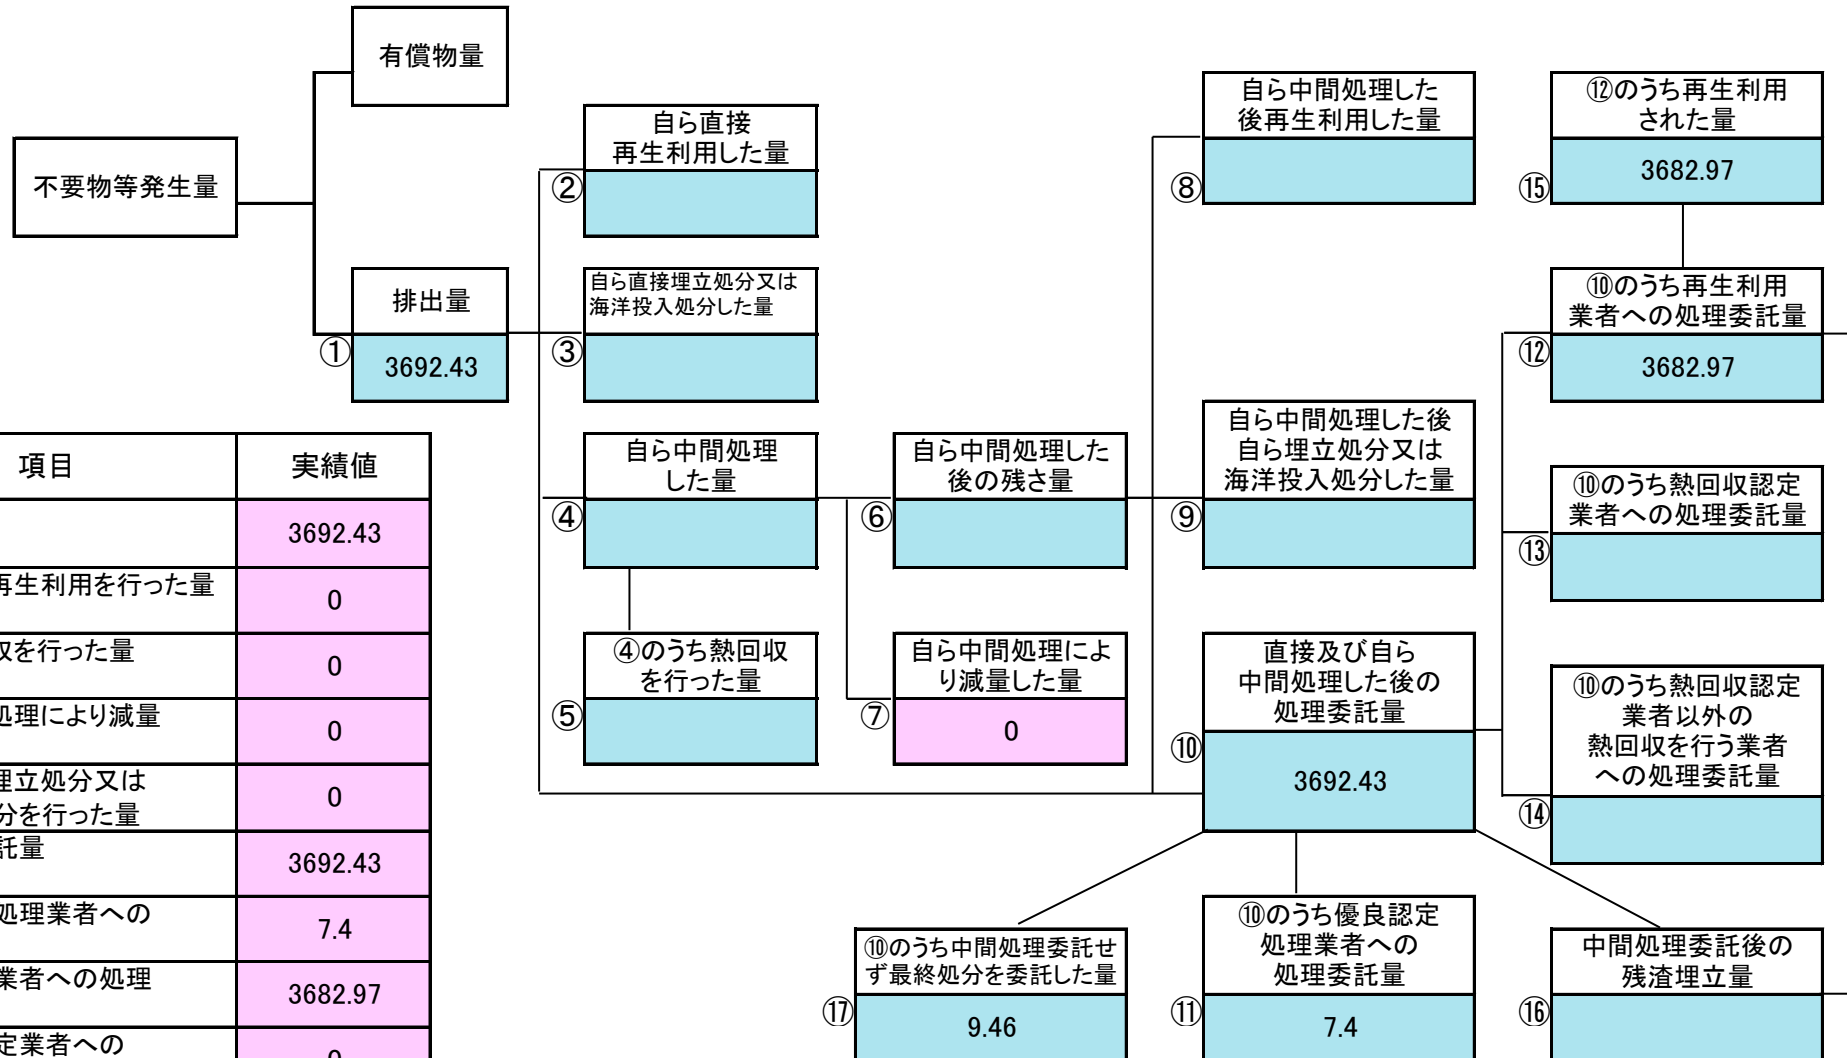 有償物量
不要物等発生量
排出量
①
3692.43
自ら直接
再生利用した量
②
自ら直接埋立処分又は
海洋投入処分した量
③
自ら中間処理
した量
④
④のうち熱回収
を行った量
⑤
自ら中間処理した
後の残さ量
⑥
自ら中間処理によ
り減量した量
⑦
0
自ら中間処理した
後再生利用した量
⑧
自ら中間処理した後
自ら埋立処分又は
海洋投入処分した量
⑨
直接及び自ら
中間処理した後の
処理委託量
⑩
3692.43
⑫のうち再生利用
された量
⑮
3682.97
⑩のうち再生利用
業者への処理委託量
⑫
3682.97
⑩のうち熱回収認定
業者への処理委託量
⑬
⑩のうち熱回収認定
業者以外の
熱回収を行う業者
への処理委託量
⑭
⑩のうち中間処理委託せ
ず最終処分を委託した量
⑰
9.46
⑩のうち優良認定
処理業者への
処理委託量
⑪
7.4
中間処理委託後の
残渣埋立量
⑯
項目
実績値
3692.43
再生利用を行った量
0
収を行った量
0
処理により減量
0
埋立処分又は
分を行った量
0
託量
3692.43
処理業者への
7.4
業者への処理
3682.97
定業者への
0